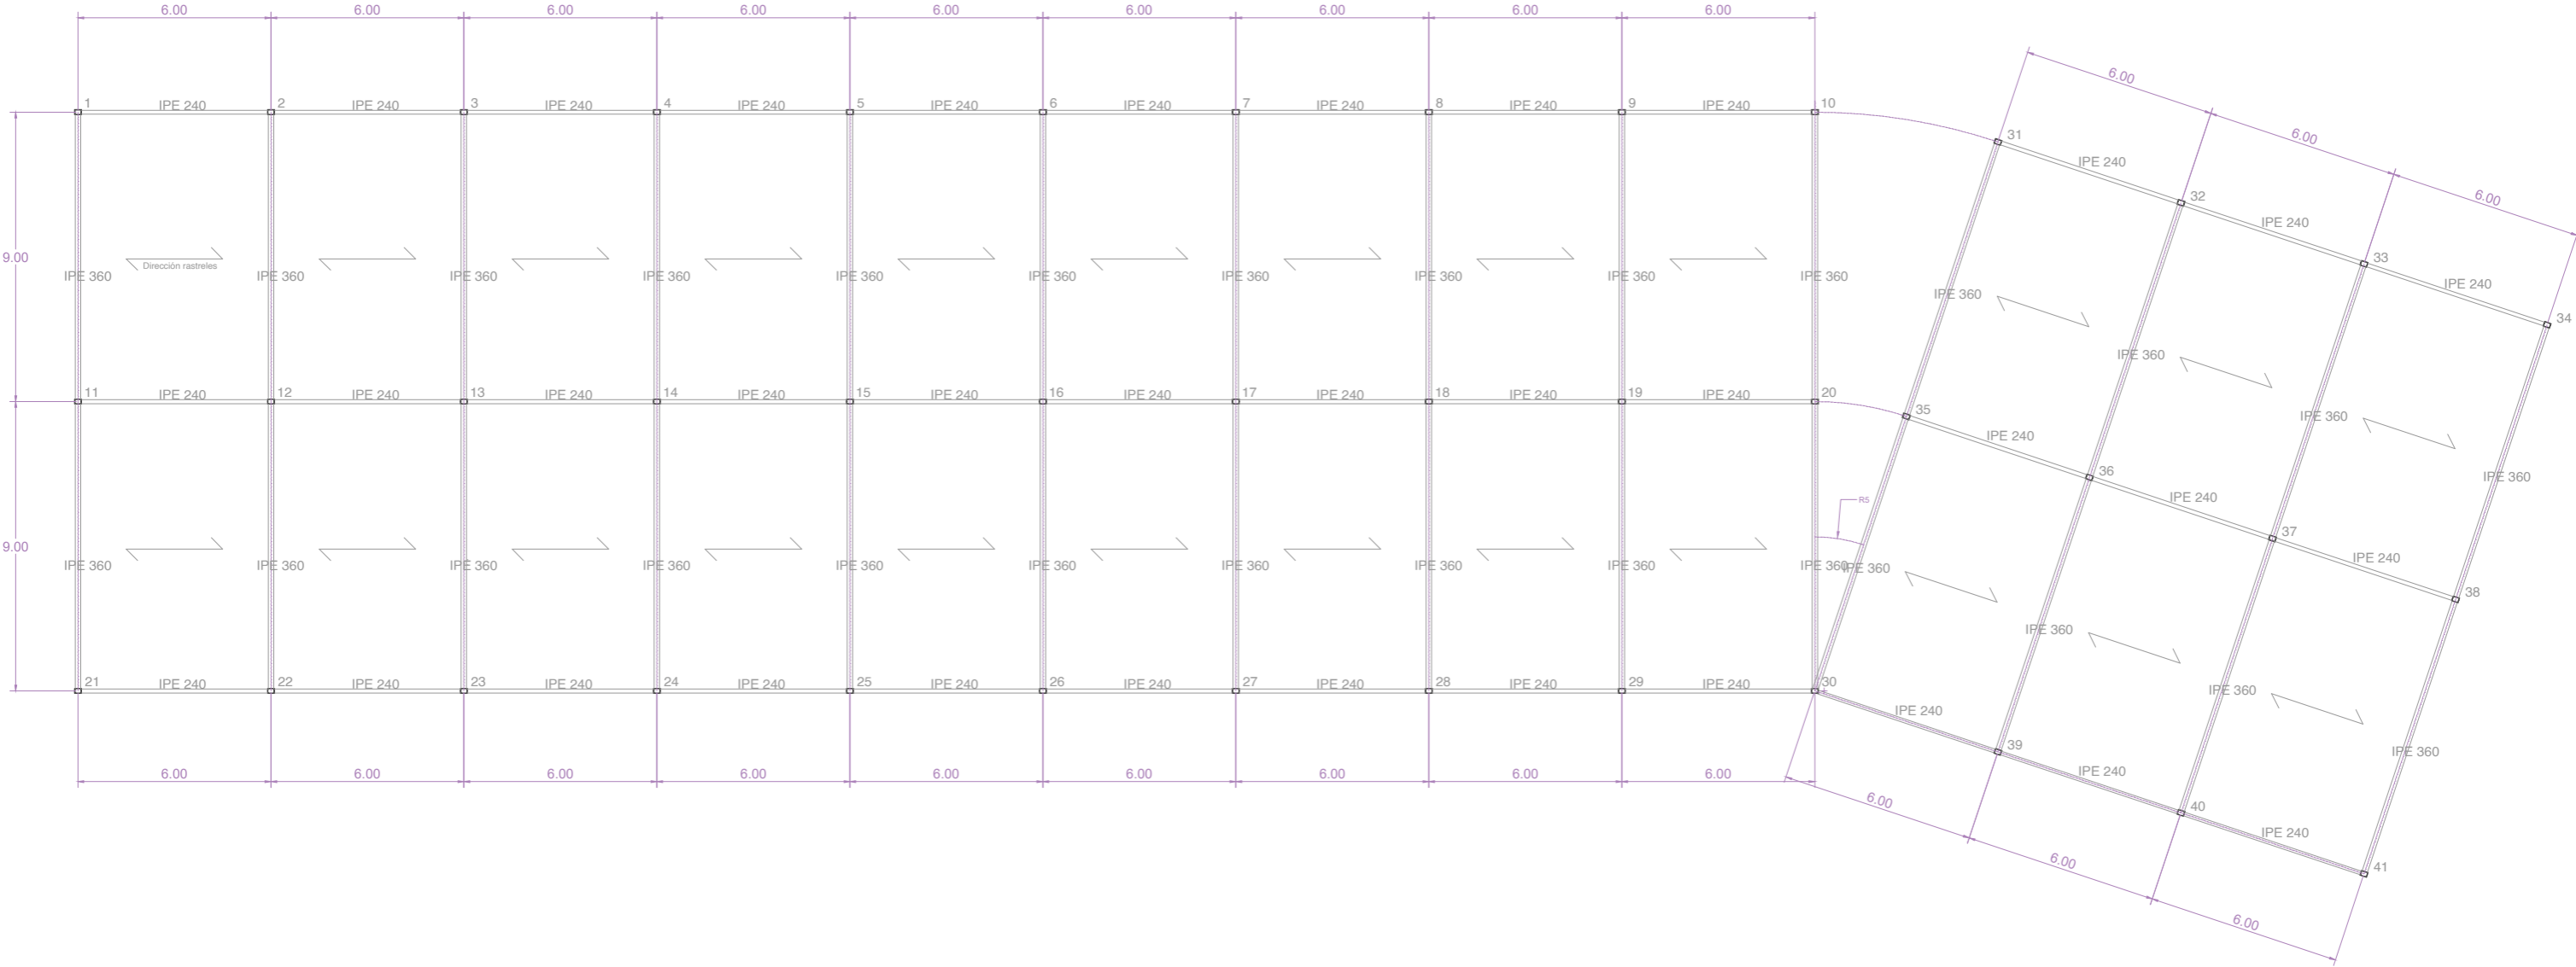 6.00 6.00 6.00 6.00 6.00 6.00 6.00 6.00 6.00
6.00
6.00
6.00
1 IPE 240 2 IPE 240 3 IPE 240 4 IPE 240 5 IPE 240 6 IPE 240 7 IPE 240 8 IPE 240 9 IPE 240 10
31
IPE 240
32
IPE 240
33
IPE 240
34
9.00
Dirección rastreles
IPE 360 IPE 360 IPE 360 IPE 360 IPE 360 IPE 360 IPE 360 IPE 360 IPE 360 IPE 360
IPE 360
IPE 360
IPE 360
IPE 360
11 IPE 240 12 IPE 240 13 IPE 240 14 IPE 240 15 IPE 240 16 IPE 240 17 IPE 240 18 IPE 240 19 IPE 240 20
35
IPE 240
36
IPE 240
37
IPE 240
38
R5
9.00
IPE 360 IPE 360 IPE 360 IPE 360 IPE 360 IPE 360 IPE 360 IPE 360 IPE 360 IPE 360
IPE 360
IPE 360
IPE 360
IPE 360
21 IPE 240 22 IPE 240 23 IPE 240 24 IPE 240 25 IPE 240 26 IPE 240 27 IPE 240 28 IPE 240 29 IPE 240 30
IPE 240
39
IPE 240
40
IPE 240
41
6.00 6.00 6.00 6.00 6.00 6.00 6.00 6.00 6.00
6.00
6.00
6.00